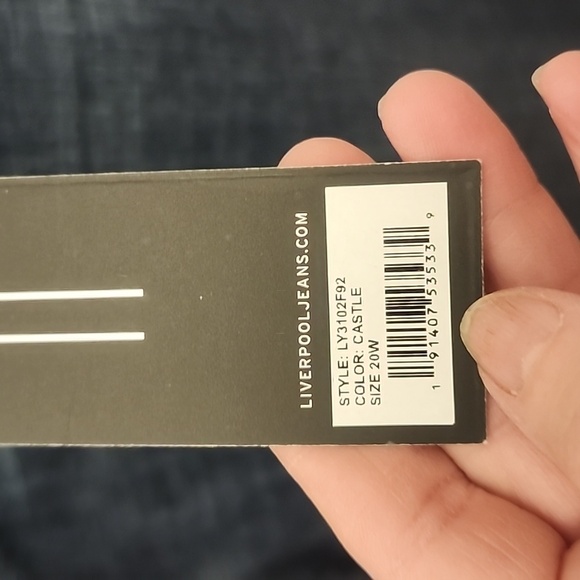 LIVERPOOLJEANS.COM
STYLE: LY3102F92
COLOR: CASTLE
SIZE 20W
1 91407 53533 9